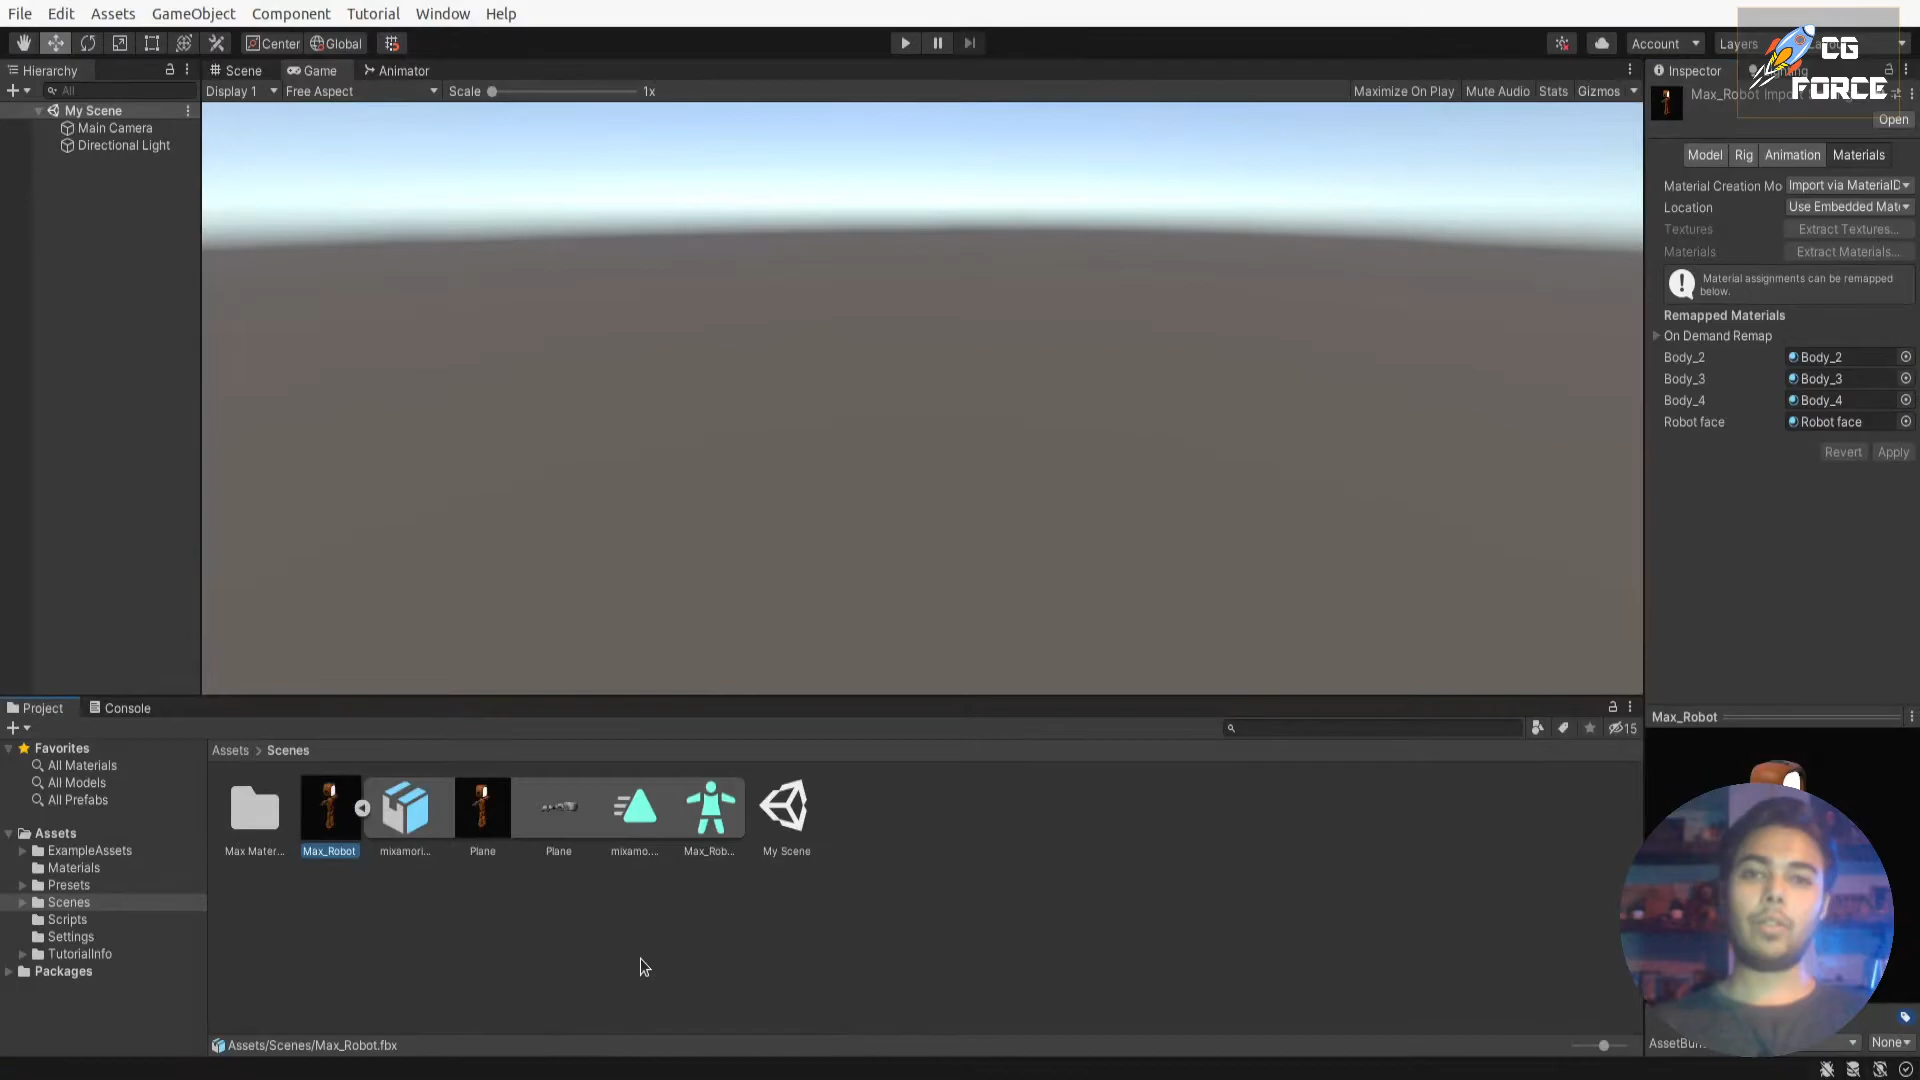 File Edit Assets GameObject Component Tutorial Window Help
Center Global
Account Layers
CG FORCE
Hierarchy
All
My Scene
Main Camera
Directional Light
Scene Game Animator
Display 1 Free Aspect Scale 1x Maximize On Play Mute Audio Stats Gizmos
Inspector
Max_Robot Import
Open
Model Rig Animation Materials
Material Creation Mo Import via MaterialD
Location Use Embedded Mate
Textures Extract Textures...
Materials Extract Materials...
Material assignments can be remapped
below.
Remapped Materials
On Demand Remap
Body_2 Body_2
Body_3 Body_3
Body_4 Body_4
Robot face Robot face
Revert Apply
Project Console
15
Favorites
All Materials
All Models
All Prefabs
Assets
ExampleAssets
Materials
Presets
Scenes
Scripts
Settings
TutorialInfo
Packages
Assets > Scenes
Max Mater... Max_Robot mixamori... Plane Plane mixamo.... Max_Rob... My Scene
Assets/Scenes/Max_Robot.fbx
Max_Robot
AssetBun None